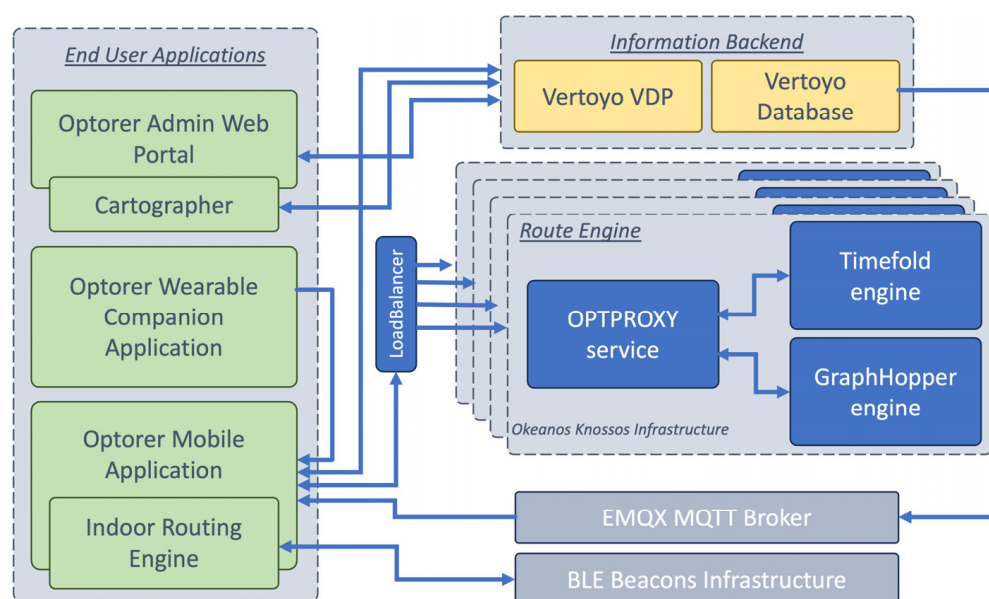 End User Applications
Optorer Admin Web
Portal
Cartographer
Optorer Wearable
Companion
Application
Optorer Mobile
Application
Indoor Routing
Engine
Information Backend
Vertoyo VDP
Vertoyo
Database
LoadBalancer
Route Engine
OPTPROXY
service
Timefold
engine
GraphHopper
engine
Okeanos Knossos Infrastructure
EMQX MQTT Broker
BLE Beacons Infrastructure